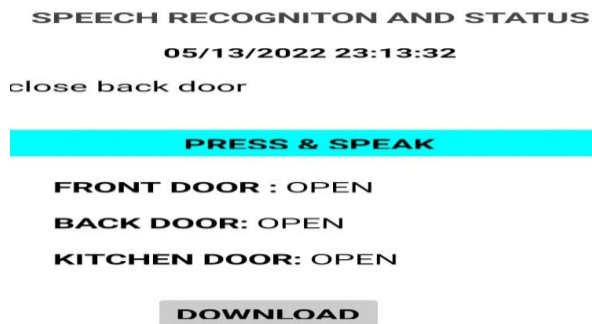 SPEECH RECOGNITON AND STATUS
05/13/2022 23:13:32
close back door
PRESS & SPEAK
FRONT DOOR : OPEN
BACK DOOR: OPEN
KITCHEN DOOR: OPEN
DOWNLOAD